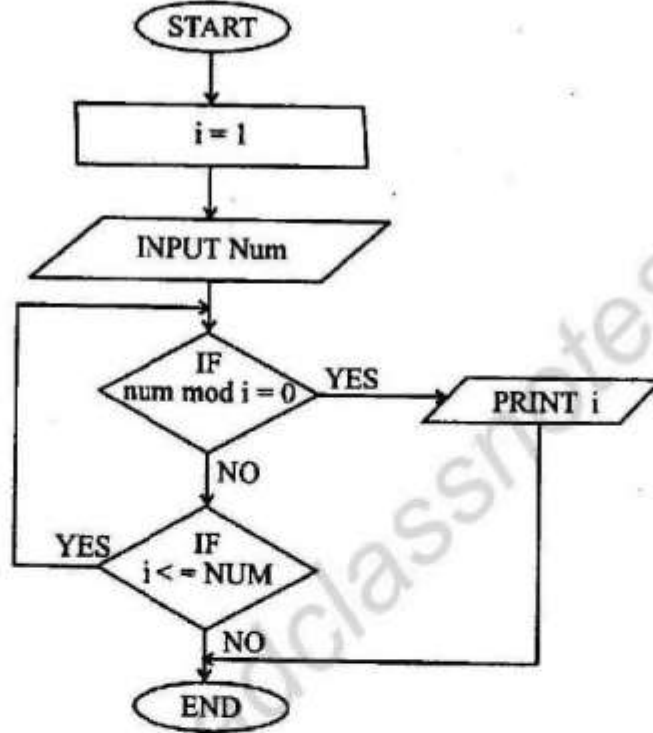 START
i = 1
INPUT Num
IF
num mod i = 0
YES
PRINT i
NO
YES
IF
i < = NUM
NO
END